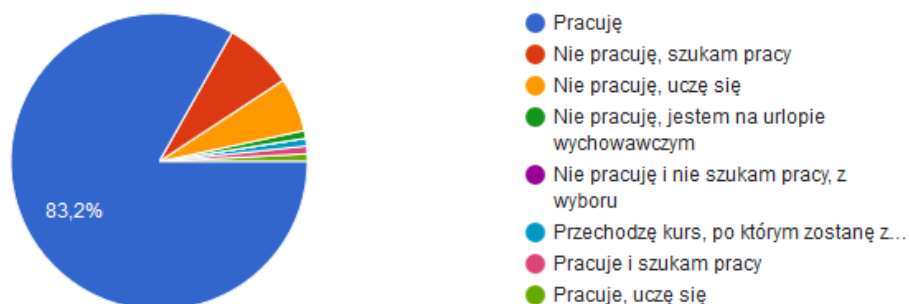 83,2%
Pracuję
Nie pracuję, szukam pracy
Nie pracuję, uczę się
Nie pracuję, jestem na urlopie
wychowawczym
Nie pracuję i nie szukam pracy, z
wyboru
Przechodzę kurs, po którym zostanę z...
Pracuje i szukam pracy
Pracuje, uczę się